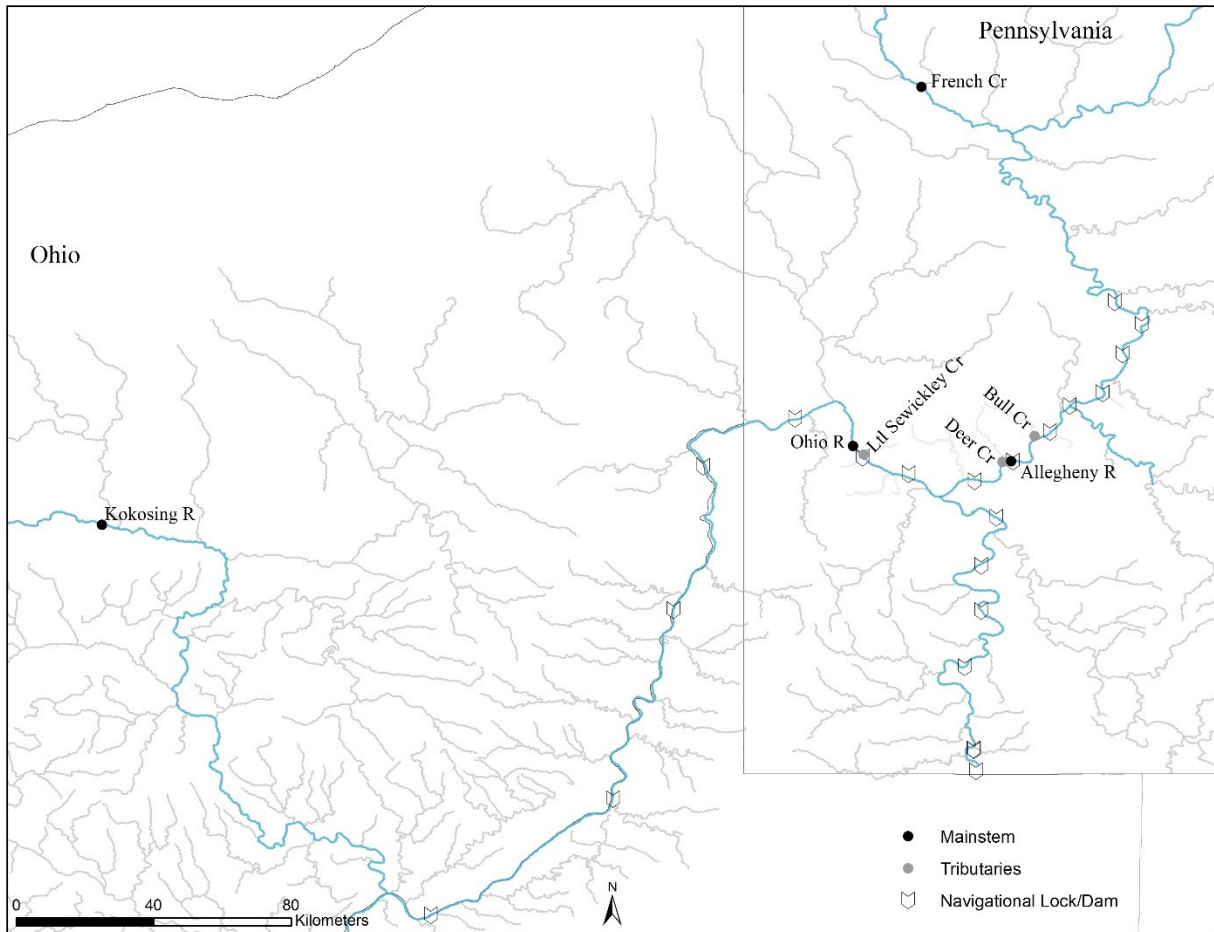 Pennsylvania
French Cr
Ohio
Ltl Sewickley Cr
Bull Cr
Deer Cr
Ohio R
Allegheny R
Kokosing R
Mainstem
Tributaries
Navigational Lock/Dam
N
0 40 80
Kilometers